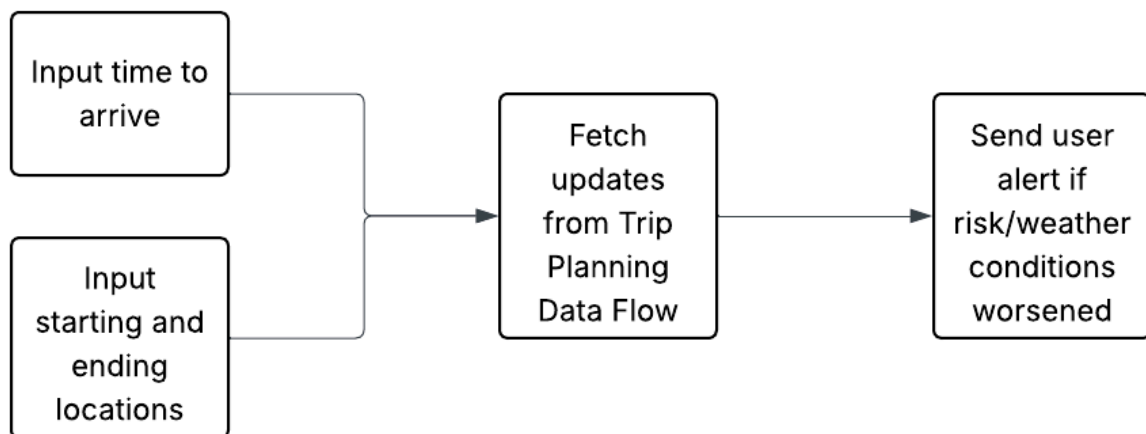 Input time to
arrive
Input
starting and
ending
locations
Fetch
updates
from Trip
Planning
Data Flow
Send user
alert if
risk/weather
conditions
worsened